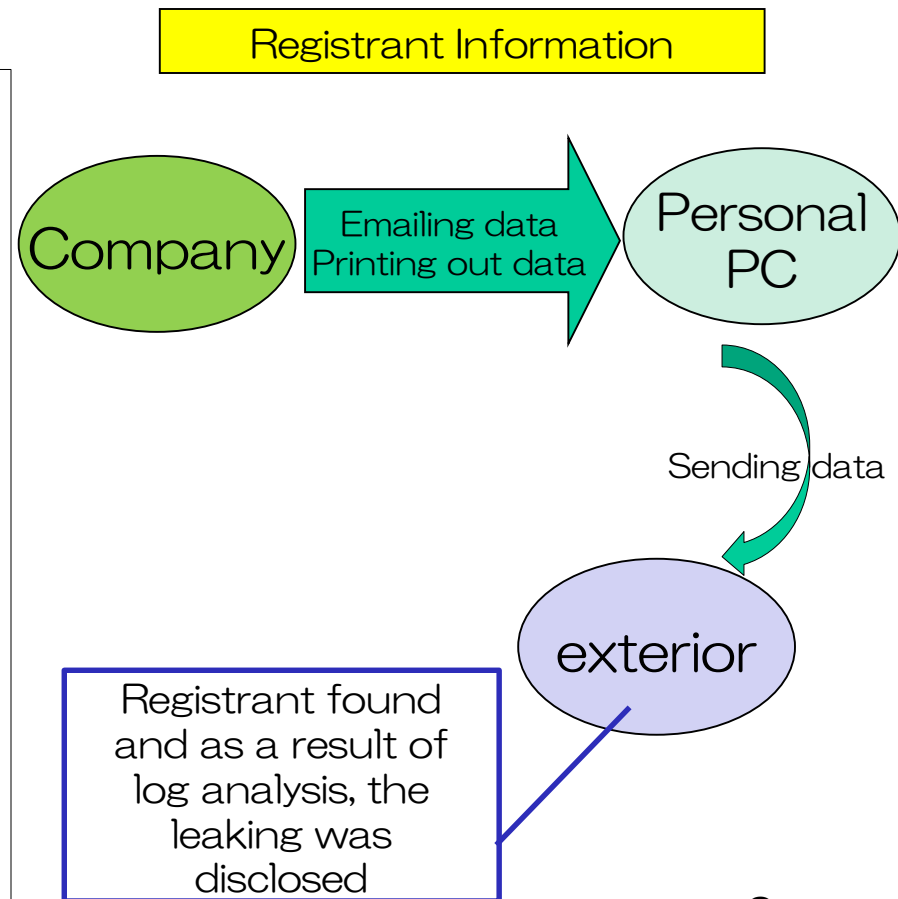 Registrant Information
Company
Emailing data
Printing out data
Personal
PC
Sending data
exterior
Registrant found
and as a result of
log analysis, the
leaking was
disclosed